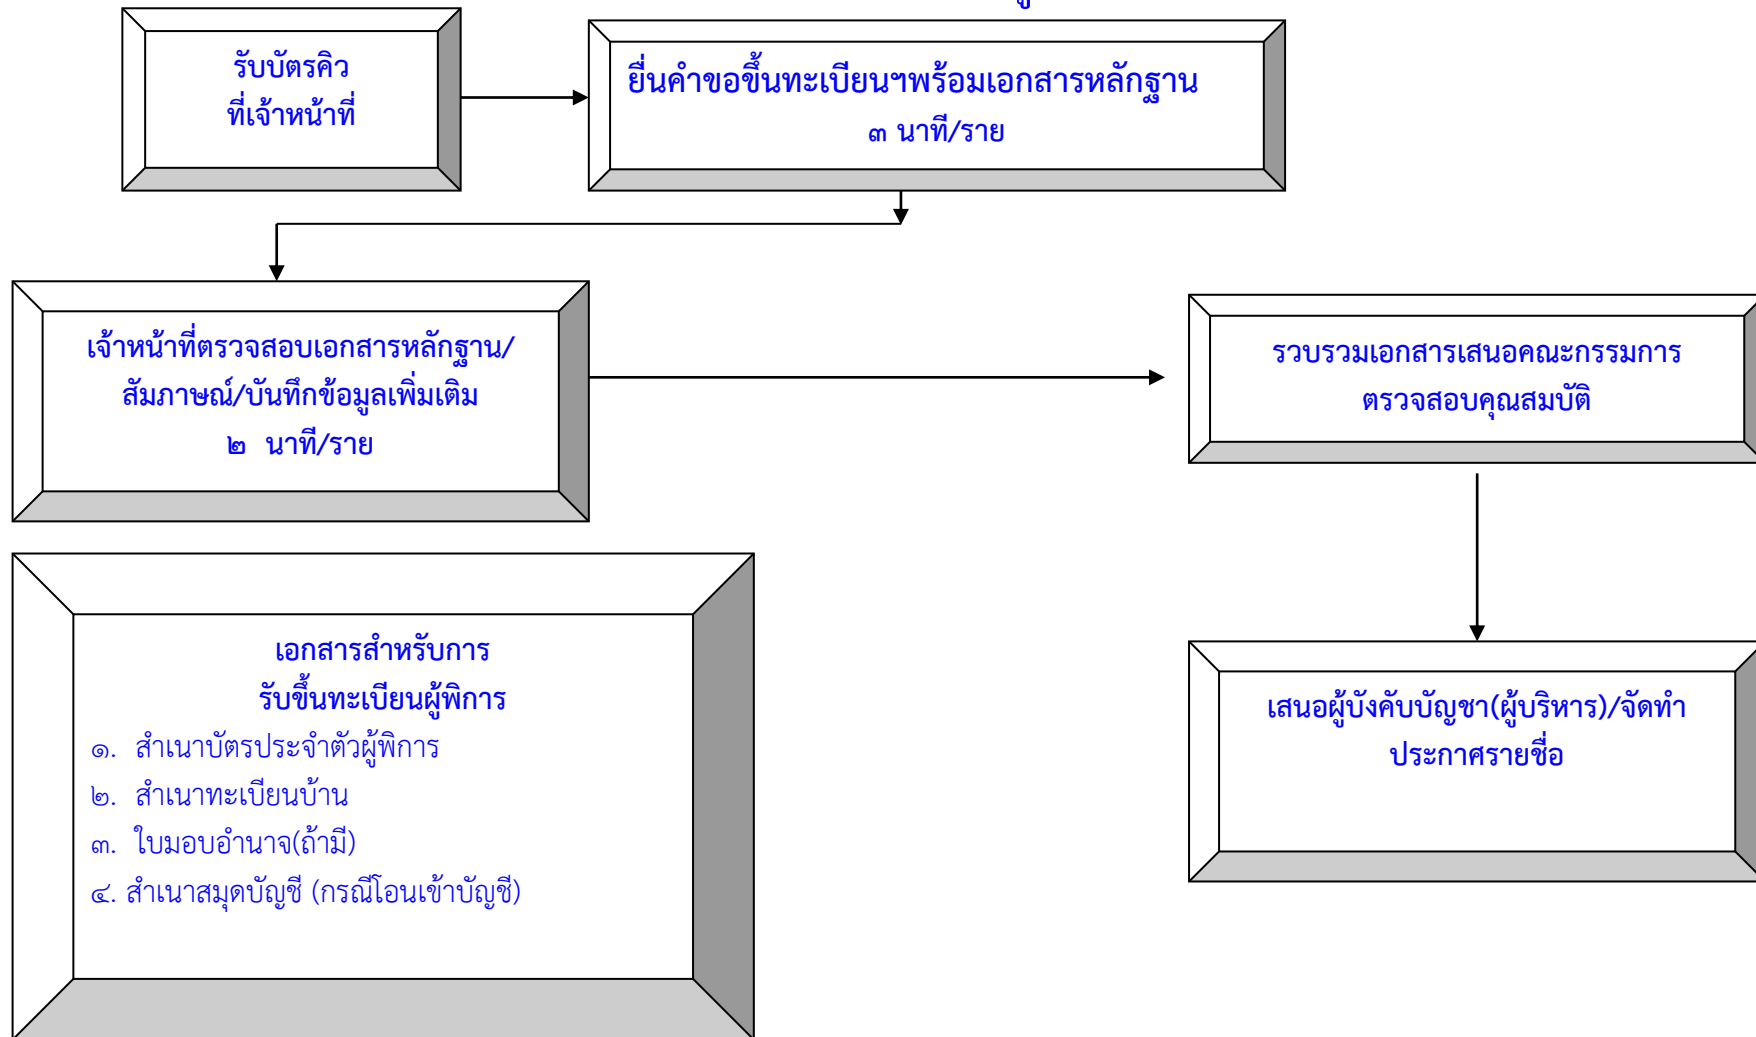 รับบัตรคิว
ที่เจ้าหน้าที่
ยื่นคำขอขึ้นทะเบียนฯพร้อมเอกสารหลักฐาน
๓ นาที/ราย
เจ้าหน้าที่ตรวจสอบเอกสารหลักฐาน/
สัมภาษณ์/บันทึกข้อมูลเพิ่มเติม
๒ นาที/ราย
รวบรวมเอกสารเสนอคณะกรรมการ
ตรวจสอบคุณสมบัติ
เอกสารสำหรับการ
รับขึ้นทะเบียนผู้พิการ
๑. สำเนาบัตรประจำตัวผู้พิการ
๒. สำเนาทะเบียนบ้าน
๓. ใบมอบอำนาจ(ถ้ามี)
๔. สำเนาสมุดบัญชี (กรณีโอนเข้าบัญชี)
เสนอผู้บังคับบัญชา(ผู้บริหาร)/จัดทำ
ประกาศรายชื่อ